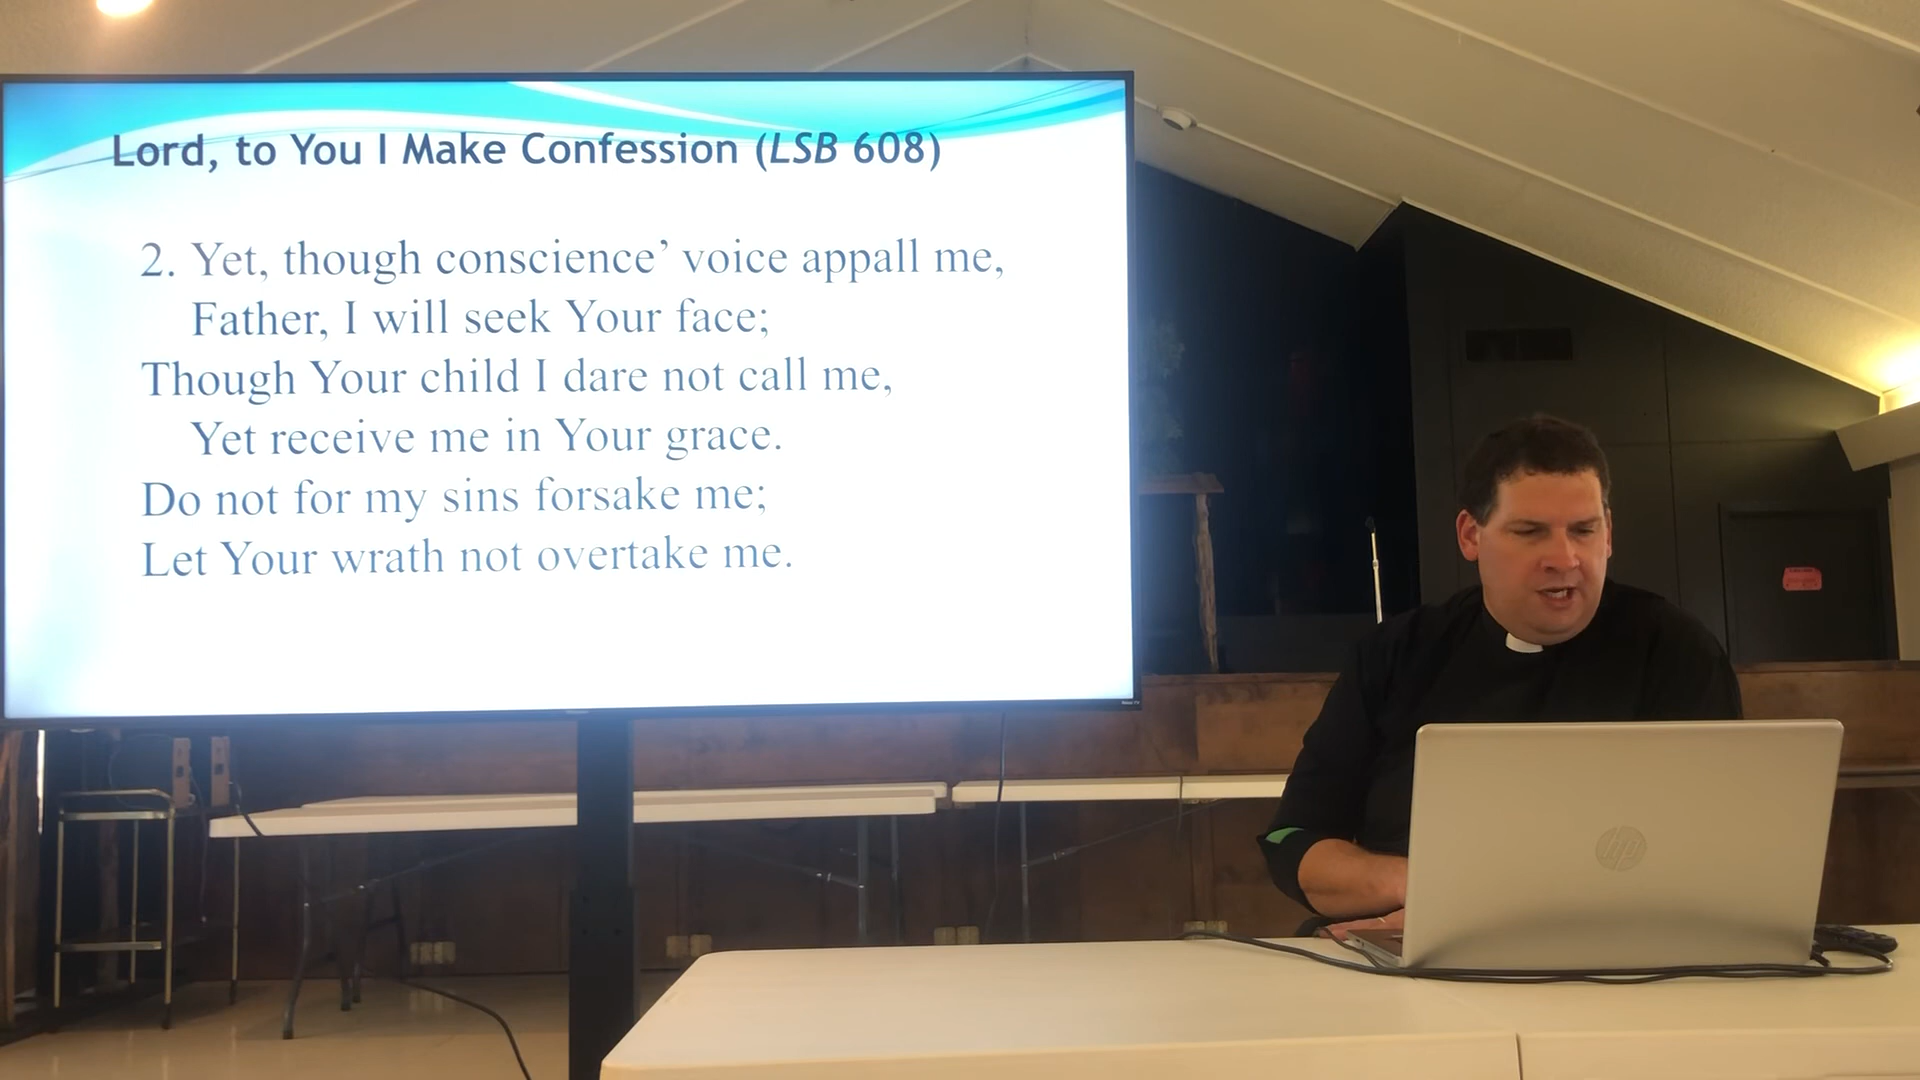 Lord, to You I Make Confession (LSB 608)
2. Yet, though conscience’ voice appall me,
Father, I will seek Your face;
Though Your child I dare not call me,
Yet receive me in Your grace.
Do not for my sins forsake me;
Let Your wrath not overtake me.
hp